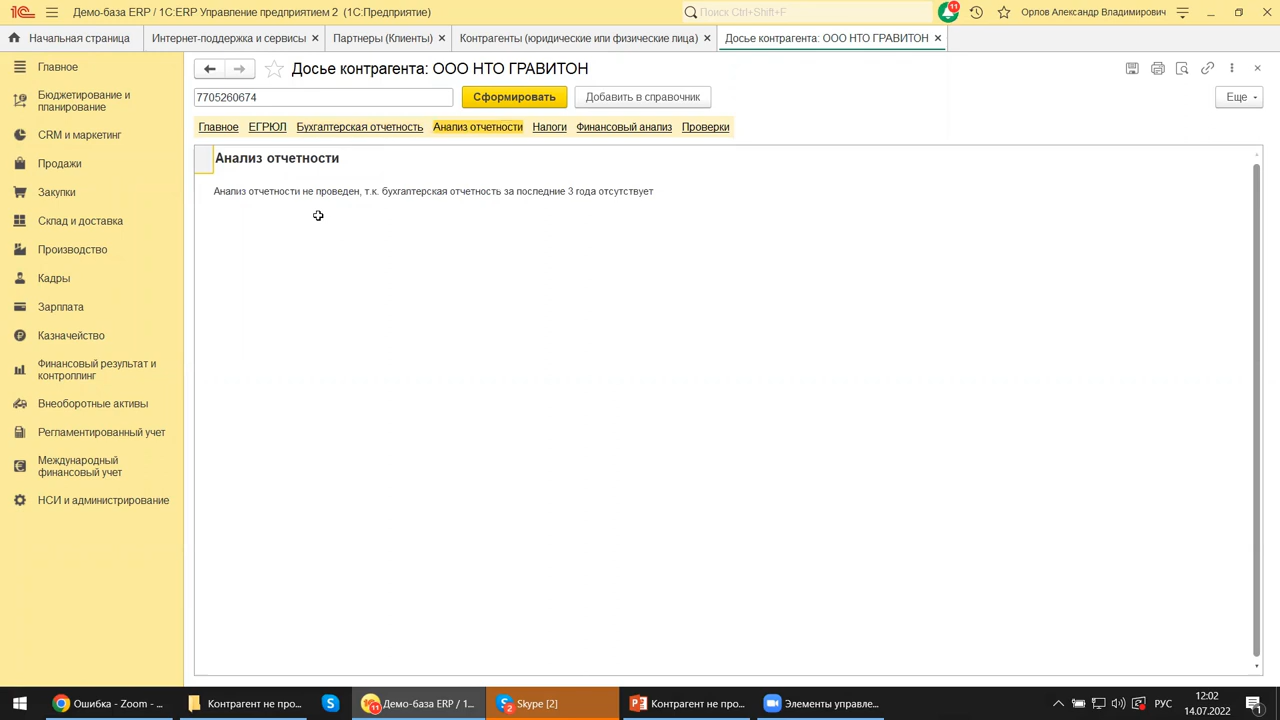 Демо-база ERP / 1С:ERP Управление предприятием 2 (1С:Предприятие)
Поиск Ctrl+Shift+F
11
Орлов Александр Владимирович
Начальная страница
Интернет-поддержка и сервисы ×
Партнеры (Клиенты) ×
Контрагенты (юридические или физические лица) ×
Досье контрагента: ООО НТО ГРАВИТОН ×
Главное
Бюджетирование и
планирование
CRM и маркетинг
Продажи
Закупки
Склад и доставка
Производство
Кадры
Зарплата
Казначейство
Финансовый результат и
контроллинг
Внеоборотные активы
Регламентированный учет
Международный
финансовый учет
НСИ и администрирование
Досье контрагента: ООО НТО ГРАВИТОН
7705260674
Сформировать
Добавить в справочник
Еще
Главное ЕГРЮЛ Бухгалтерская отчетность Анализ отчетности Налоги Финансовый анализ Проверки
Анализ отчетности
Анализ отчетности не проведен, т.к. бухгалтерская отчетность за последние 3 года отсутствует
Ошибка - Zoom - ...
Контрагент не про...
Демо-база ERP / 1...
Skype [2]
Контрагент не про...
Элементы управле...
РУС
12:02
14.07.2022